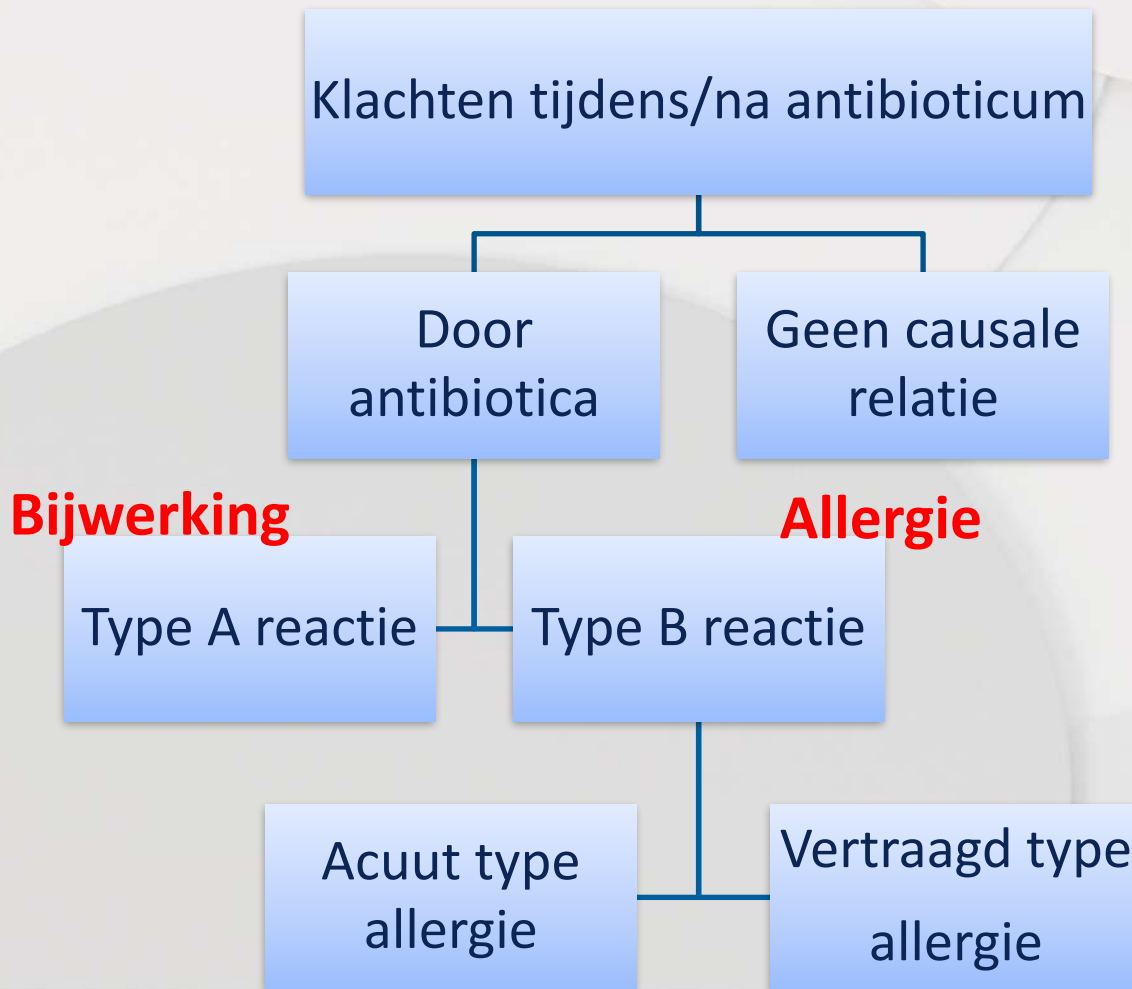 Klachten tijdens/na antibioticum
Door
antibiotica
Geen causale
relatie
Bijwerking
Allergie
Type A reactie
Type B reactie
Acuut type
allergie
Vertraagd type
allergie